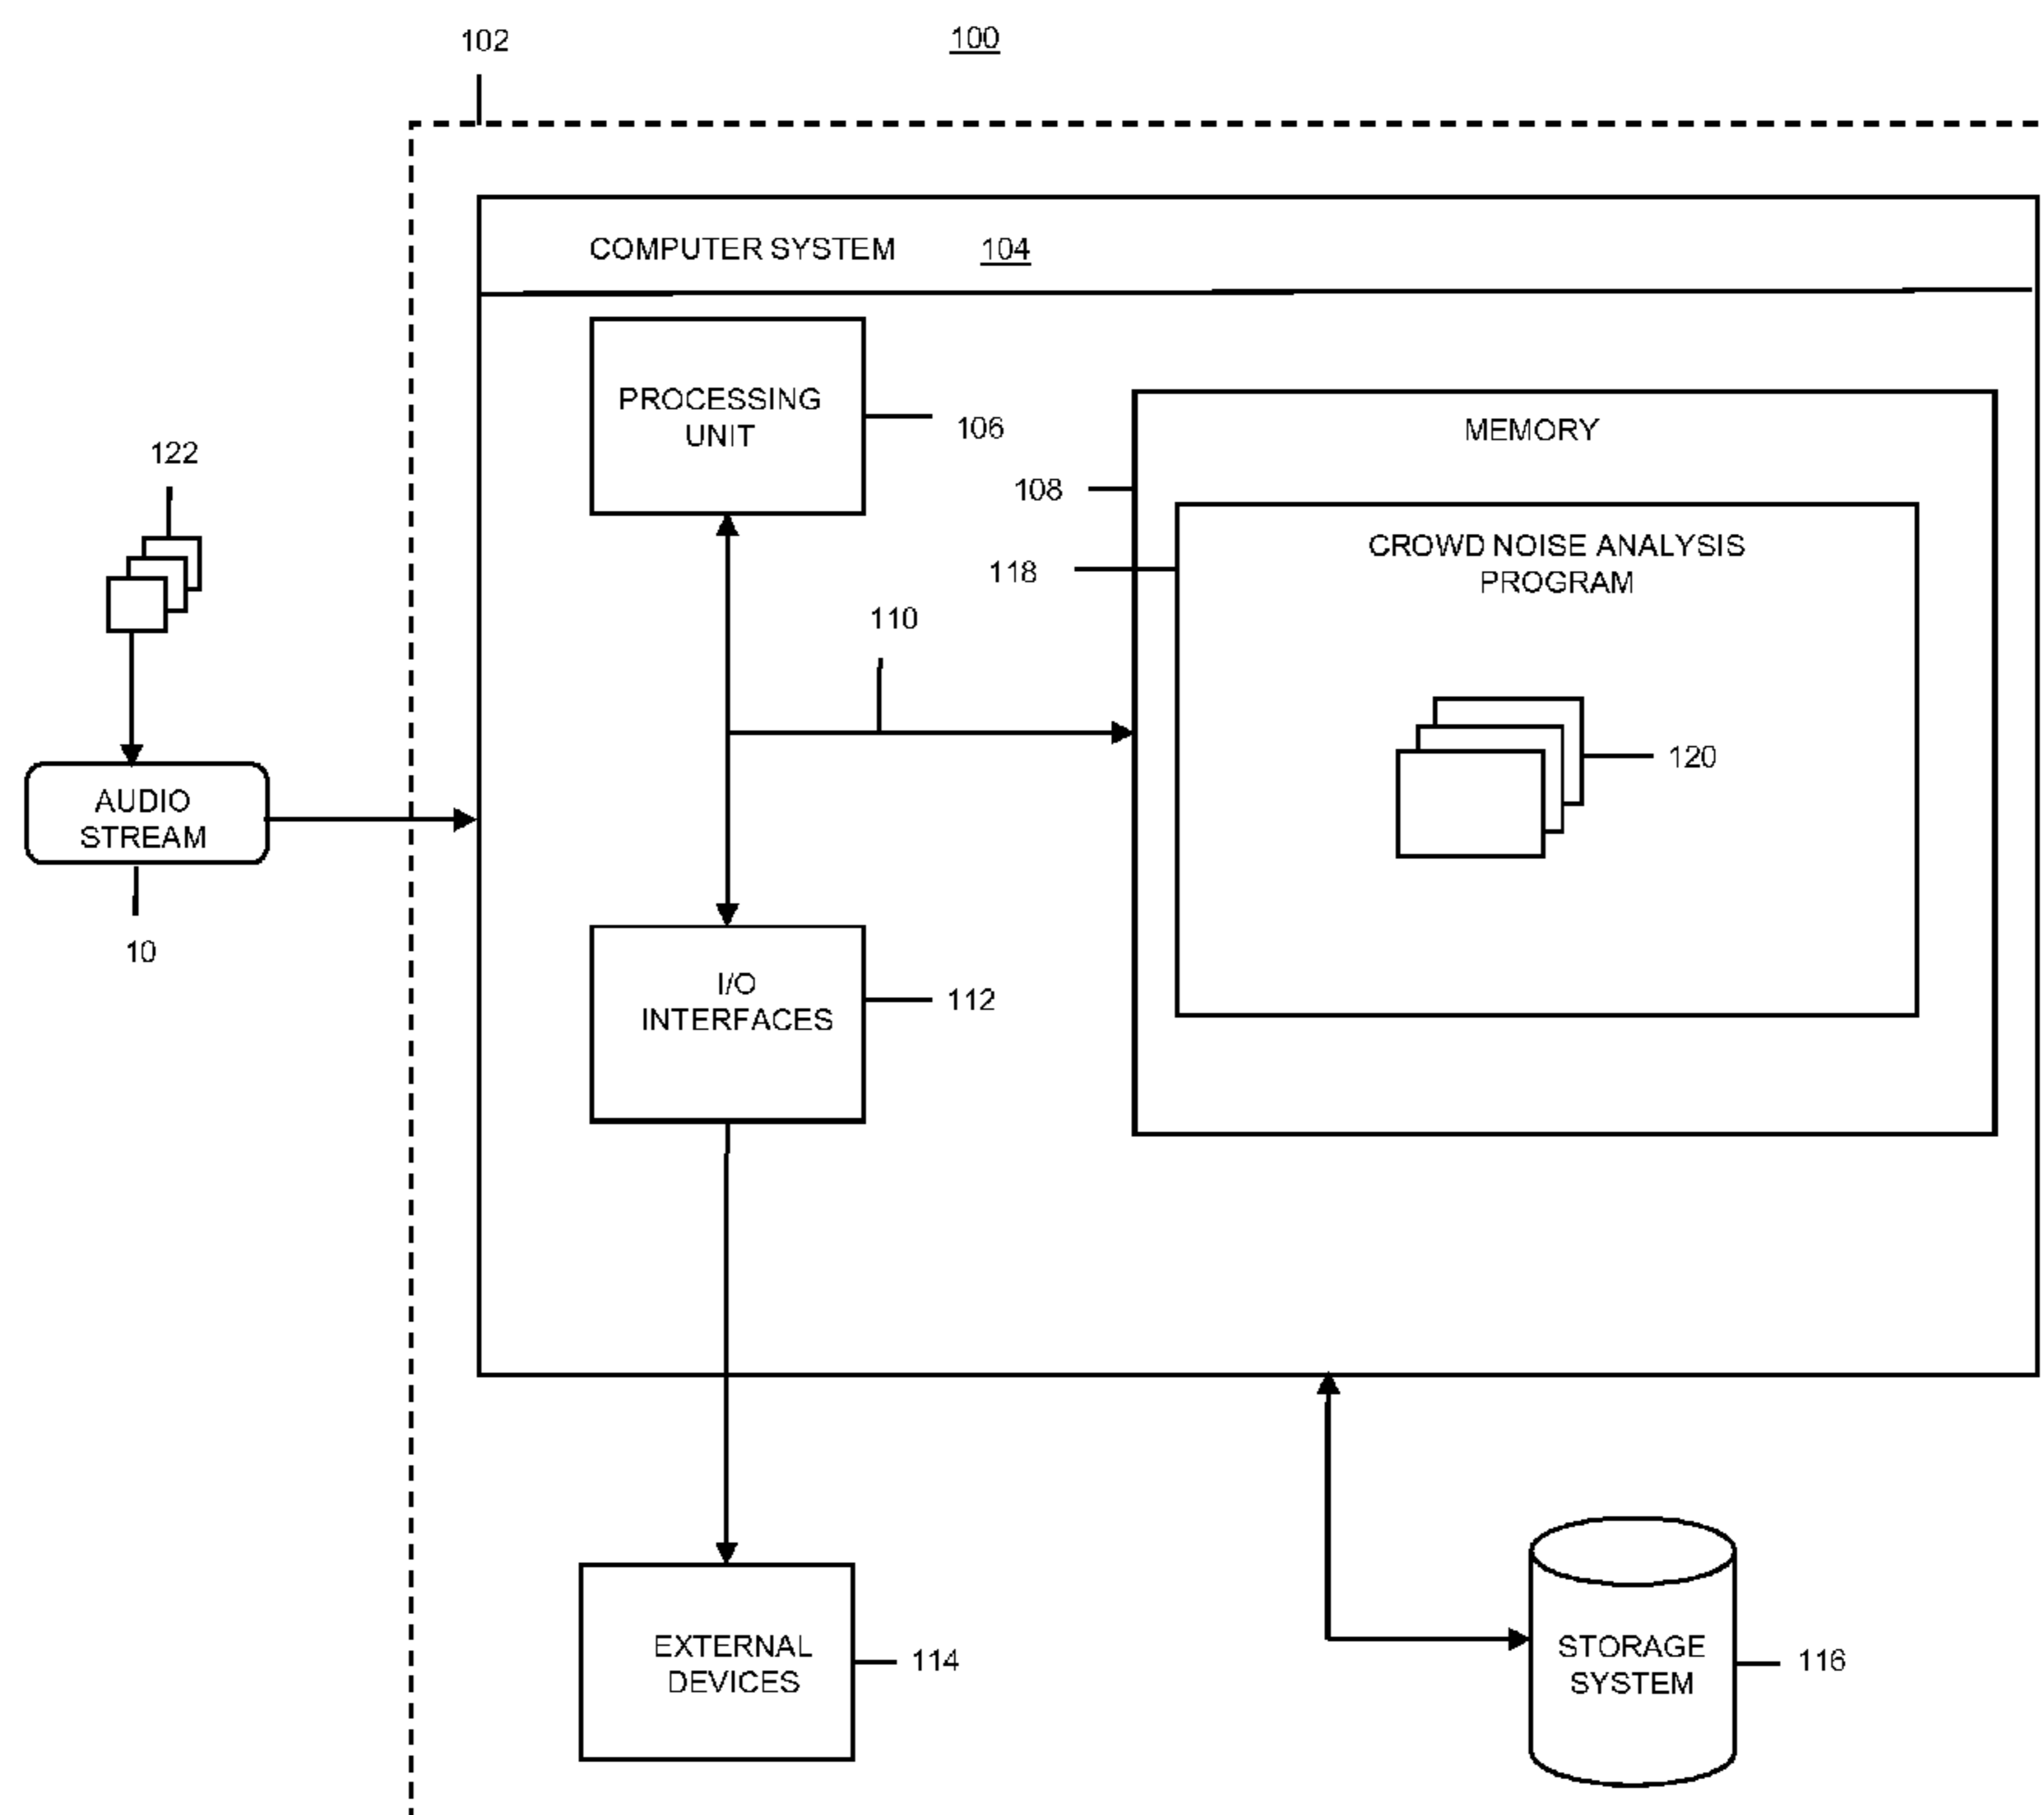 102
100
COMPUTER SYSTEM 104
PROCESSING
UNIT
106
MEMORY
108
CROWD NOISE ANALYSIS
PROGRAM
118
122
110
120
AUDIO
STREAM
10
I/O
INTERFACES
112
EXTERNAL
DEVICES
114
STORAGE
SYSTEM
116